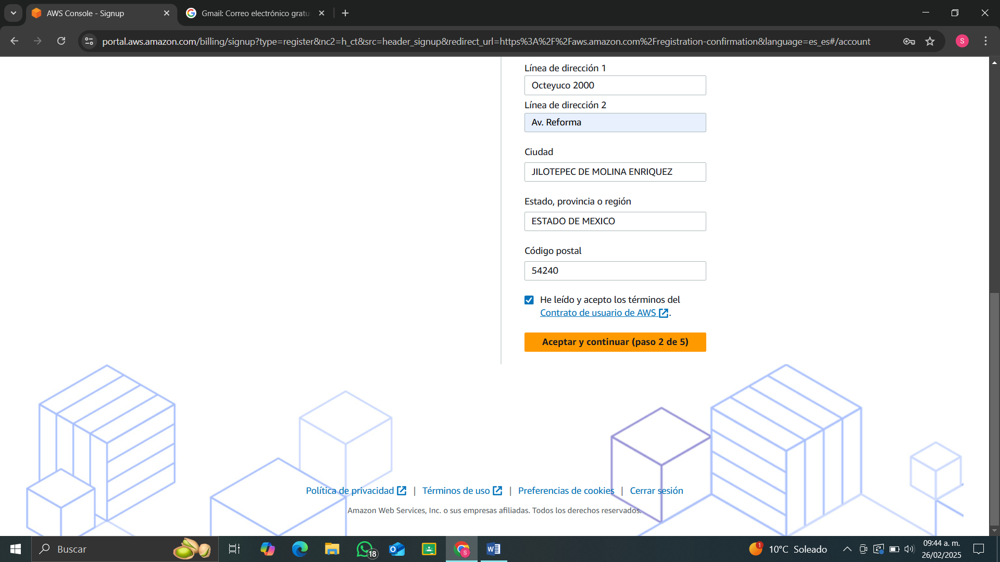 AWS Console - Signup
Gmail: Correo electrónico gratu
portal.aws.amazon.com/billing/signup?type=register&nc2=h_ct&src=header_signup&redirect_url=https%3A%2F%2Faws.amazon.com%2Fregistration-confirmation&language=es_es#/account
S
Línea de dirección 1
Octeyuco 2000
Línea de dirección 2
Av. Reforma
Ciudad
JILOTEPEC DE MOLINA ENRIQUEZ
Estado, provincia o región
ESTADO DE MEXICO
Código postal
54240
He leído y acepto los términos del
Contrato de usuario de AWS.
Aceptar y continuar (paso 2 de 5)
Política de privacidad | Términos de uso | Preferencias de cookies | Cerrar sesión
Amazon Web Services, Inc. o sus empresas afiliadas. Todos los derechos reservados.
Buscar
18
S
1
10°C Soleado
09:44 a. m.
26/02/2025